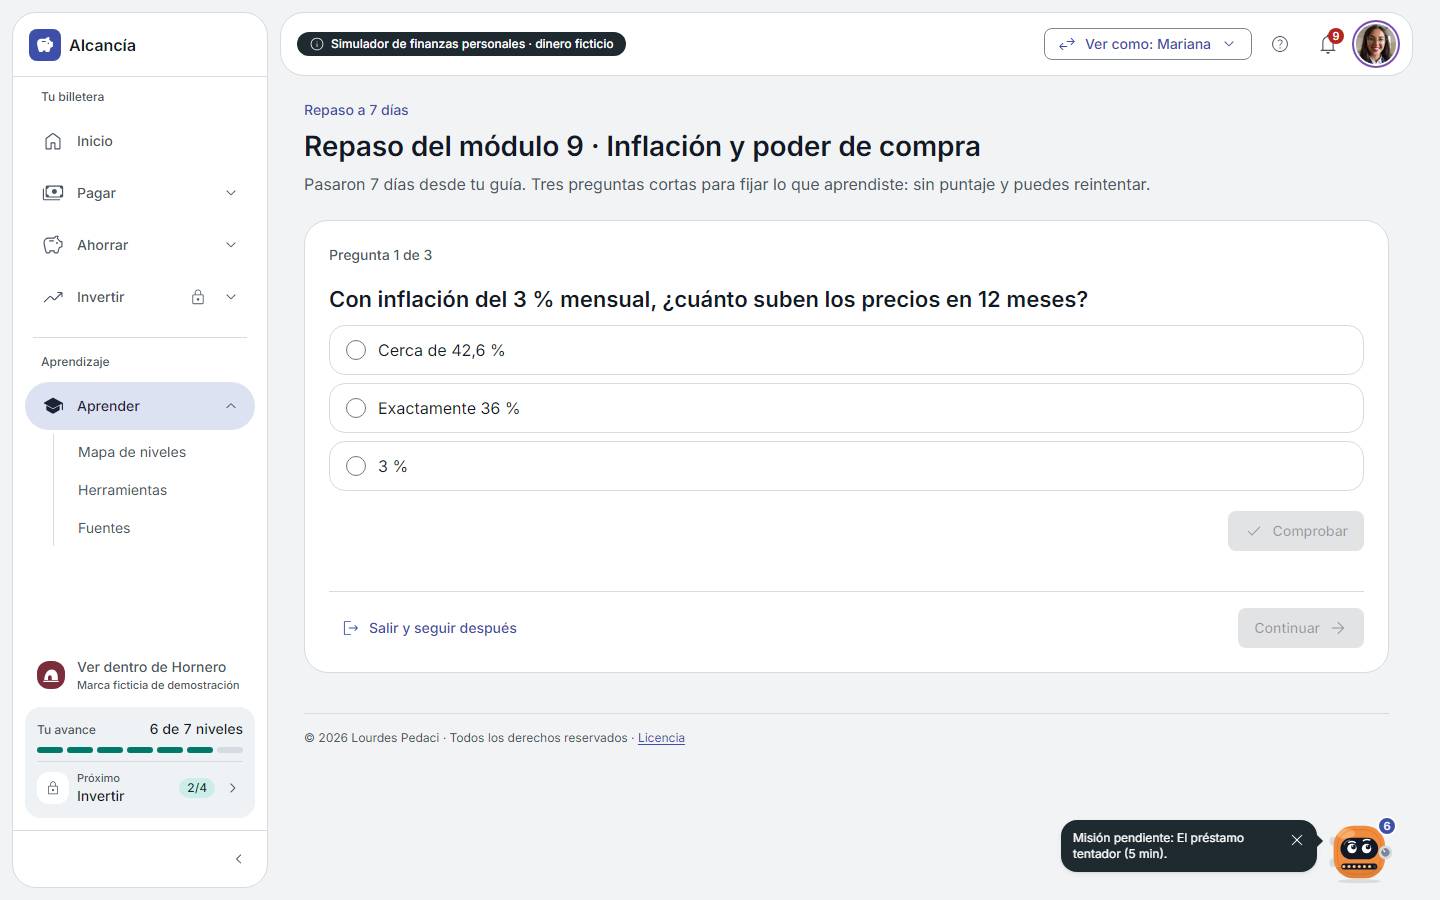 Alcancía
Tu billetera
Inicio
Pagar
Ahorrar
Invertir
Aprendizaje
Aprender
Mapa de niveles
Herramientas
Fuentes
Ver dentro de Hornero
Marca ficticia de demostración
Tu avance
6 de 7 niveles
Próximo
Invertir
2/4
Simulador de finanzas personales · dinero ficticio
Ver como: Mariana
9
Repaso a 7 días
Repaso del módulo 9 · Inflación y poder de compra
Pasaron 7 días desde tu guía. Tres preguntas cortas para fijar lo que aprendiste: sin puntaje y puedes reintentar.
Pregunta 1 de 3
Con inflación del 3 % mensual, ¿cuánto suben los precios en 12 meses?
Cerca de 42,6 %
Exactamente 36 %
3 %
Comprobar
Salir y seguir después
Continuar
© 2026 Lourdes Pedaci · Todos los derechos reservados · Licencia
Misión pendiente: El préstamo
tentador (5 min).
6